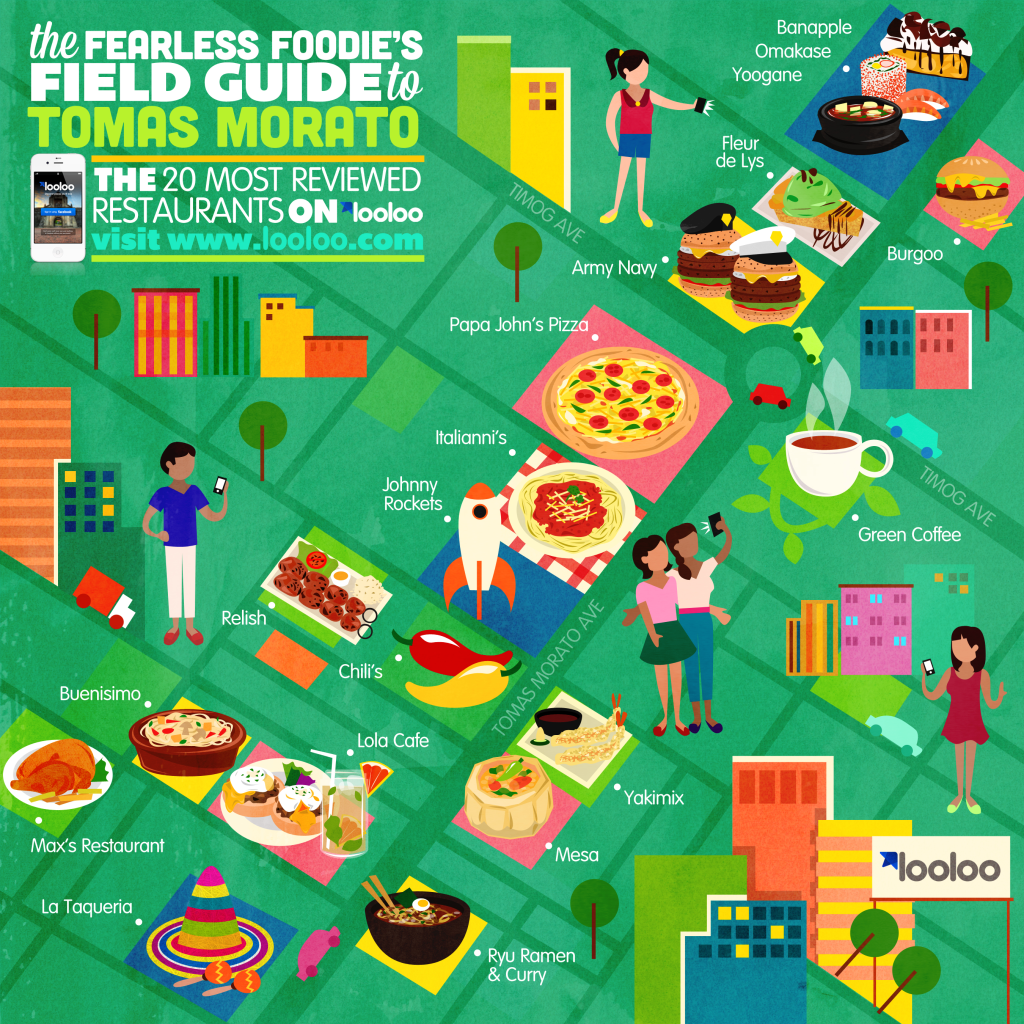 the FEARLESS FOODIE'S
FIELD GUIDE to
TOMAS MORATO
looloo
THE 20 MOST REVIEWED
RESTAURANTS ON looloo
visit www.looloo.com
Banapple
Omakase
Yoogane
Fleur
de Lys
TIMOG AVE
Army Navy
Burgoo
Papa John's Pizza
Italianni's
Johnny
Rockets
TIMOG AVE
Green Coffee
Relish
Chili's
TOMAS MORATO AVE
Buenisimo
Lola Cafe
Yakimix
Max's Restaurant
Mesa
looloo
La Taqueria
Ryu Ramen
& Curry